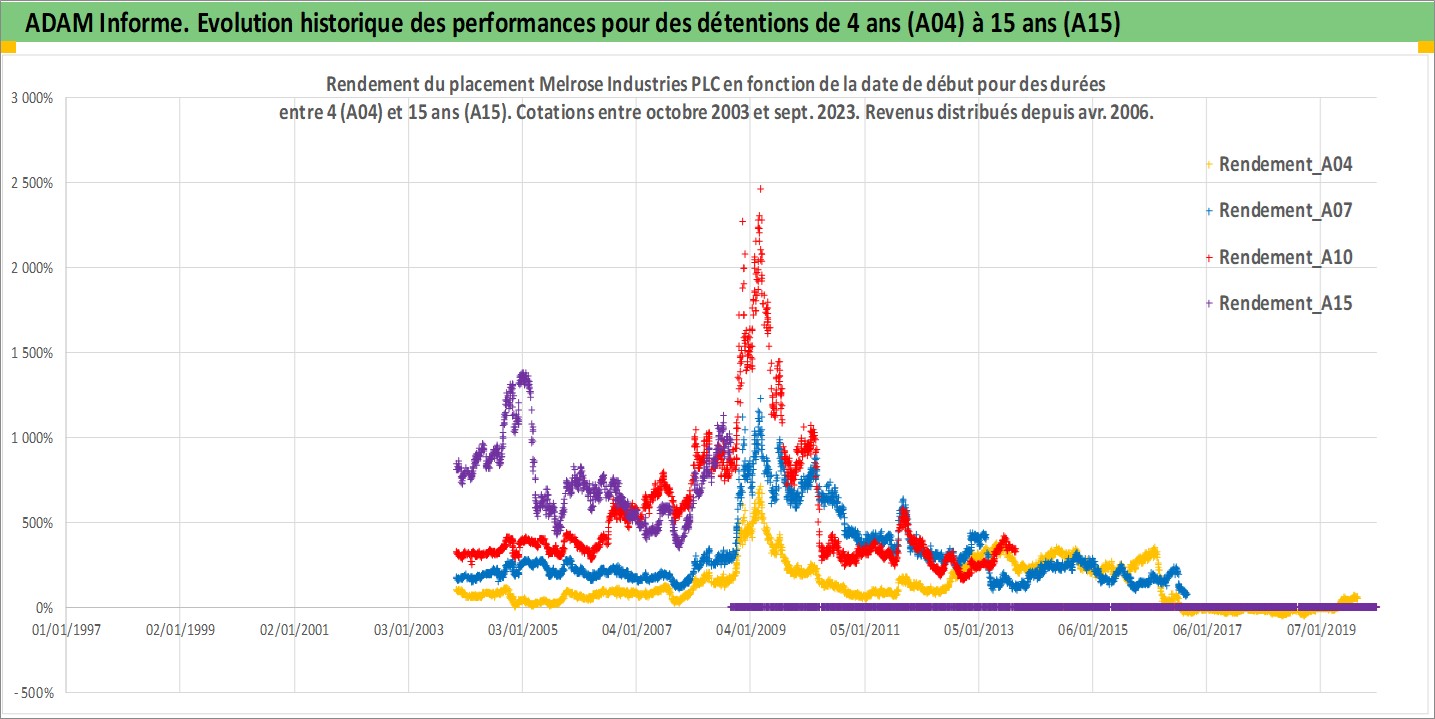 ADAM Informe. Evolution historique des performances pour des détentions de 4 ans (A04) à 15 ans (A15)
Rendement du placement Melrose Industries PLC en fonction de la date de début pour des durées
entre 4 (A04) et 15 ans (A15). Cotations entre octobre 2003 et sept. 2023. Revenus distribués depuis avr. 2006.
3 000%
2 500%
2 000%
1 500%
1 000%
500%
0%
-500%
Rendement_A04
Rendement_A07
Rendement_A10
Rendement_A15
01/01/1997 02/01/1999 02/01/2001 03/01/2003 03/01/2005 04/01/2007 04/01/2009 05/01/2011 05/01/2013 06/01/2015 06/01/2017 07/01/2019